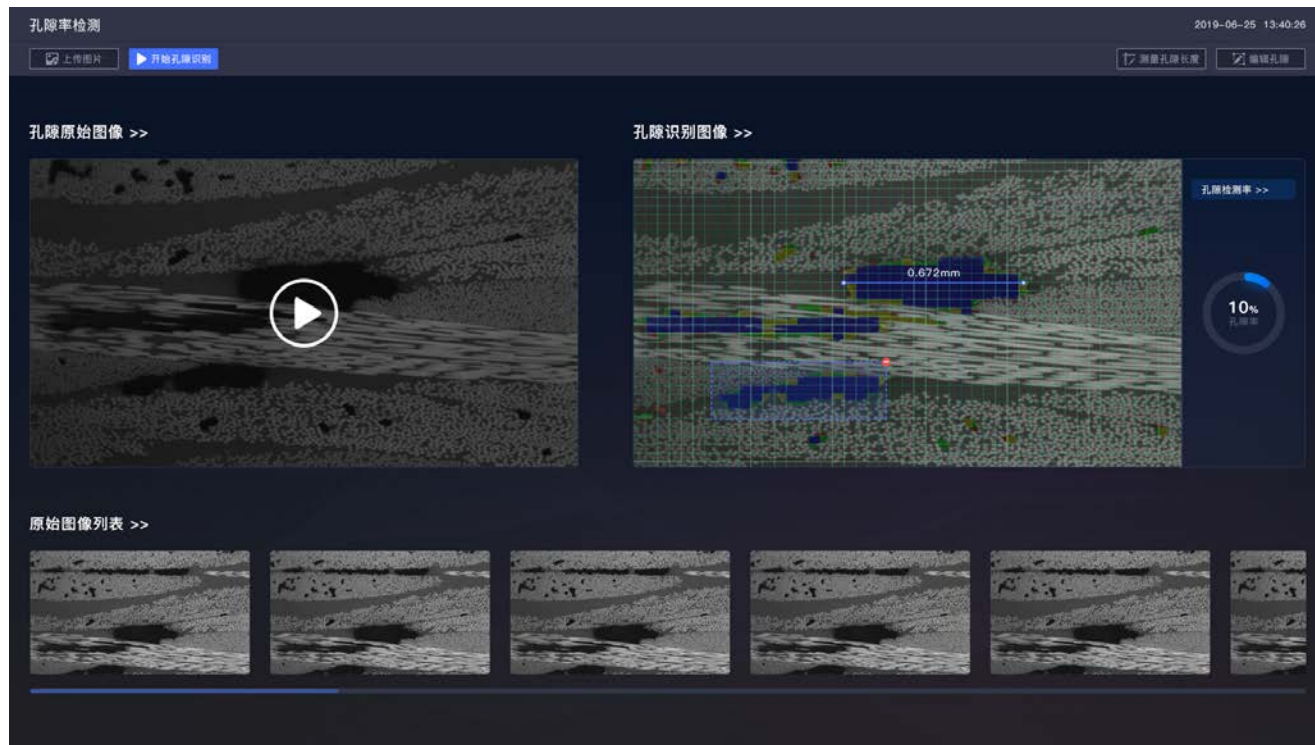 孔隙率检测
2019-06-25 13:40:26
上传图片
开始孔隙识别
测量孔隙长度
编辑孔隙
孔隙原始图像 >>
孔隙识别图像 >>
孔隙检测率 >>
0.672mm
10%
孔隙率
原始图像列表 >>